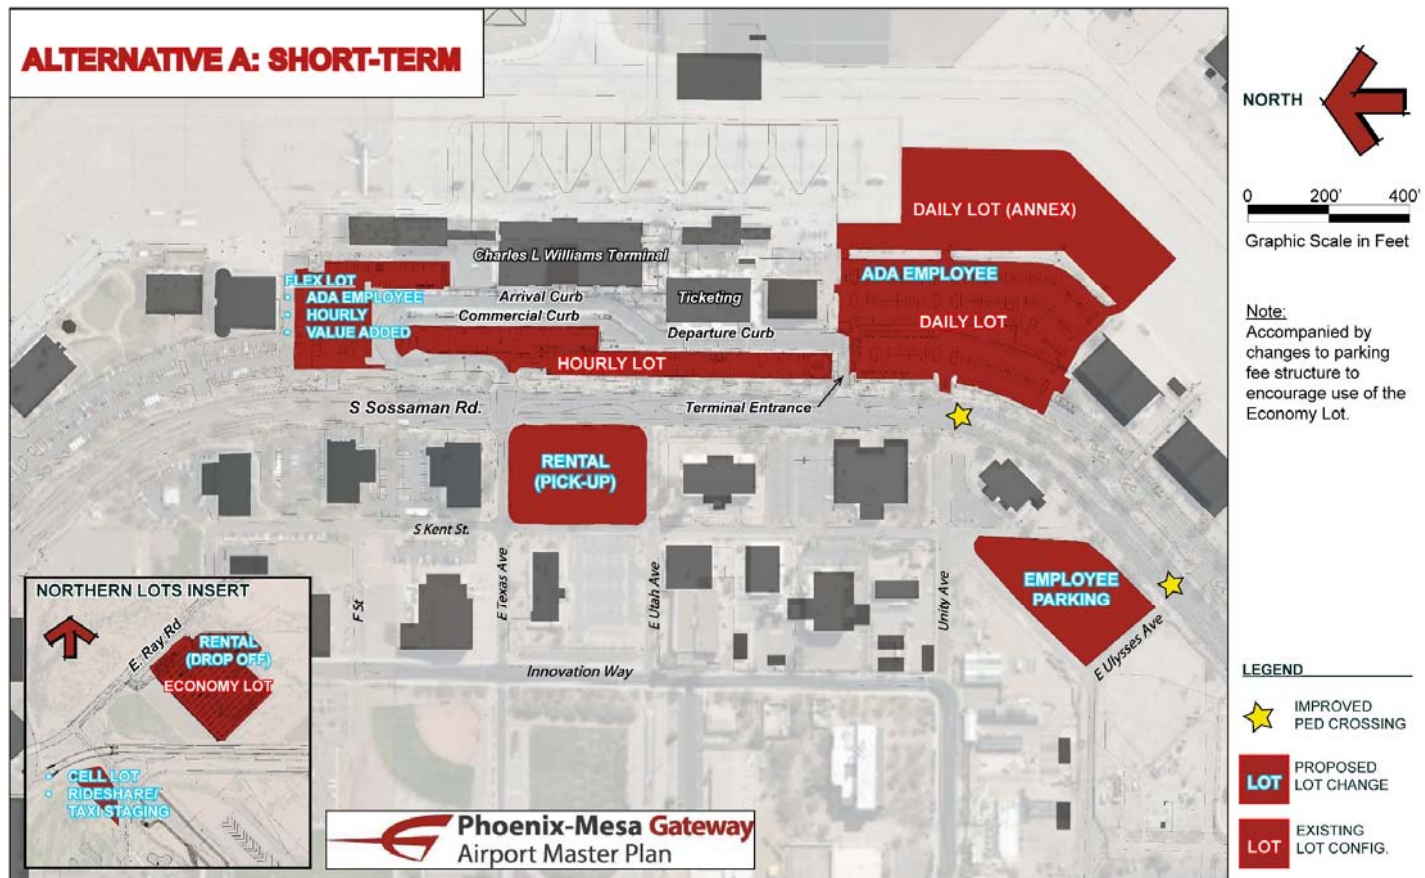 ALTERNATIVE A: SHORT-TERM
NORTH
0 200' 400'
Graphic Scale in Feet
Note:
Accompanied by
changes to parking
fee structure to
encourage use of the
Economy Lot.
DAILY LOT (ANNEX)
ADA EMPLOYEE
DAILY LOT
Charles L Williams Terminal
FLEX LOT
• ADA EMPLOYEE
• HOURLY
• VALUE ADDED
Arrival Curb
Commercial Curb
Ticketing
Departure Curb
HOURLY LOT
S Sossaman Rd.
Terminal Entrance
RENTAL
(PICK-UP)
S Kent St.
F St
E Texas Ave
E Utah Ave
Unity Ave
EMPLOYEE
PARKING
E Ulysses Ave
Innovation Way
NORTHERN LOTS INSERT
E. Ray Rd
RENTAL
(DROP OFF)
ECONOMY LOT
• CELL LOT
• RIDESHARE/
TAXI STAGING
Phoenix-Mesa Gateway
Airport Master Plan
LEGEND
IMPROVED
PED CROSSING
LOT
PROPOSED
LOT CHANGE
LOT
EXISTING
LOT CONFIG.